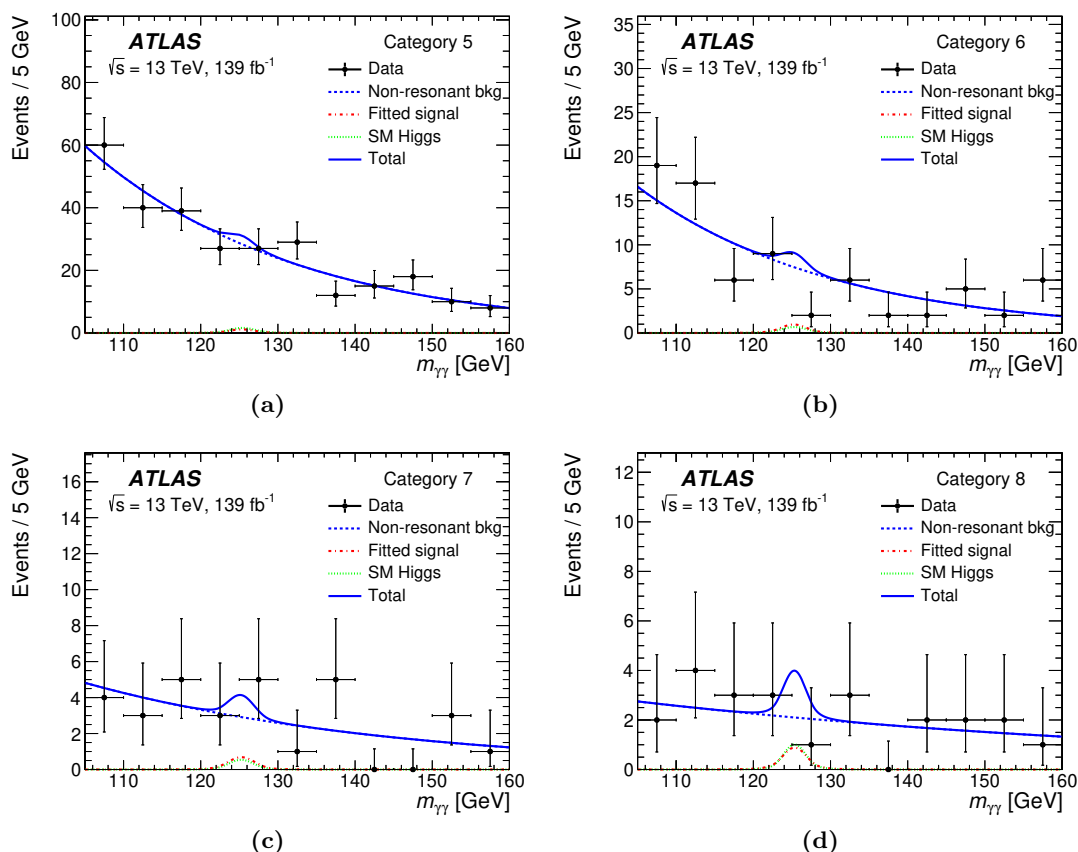 Events / 5 GeV
100
80
60
40
20
0
ATLAS
Category 5
√s = 13 TeV, 139 fb⁻¹
Data
Non-resonant bkg
Fitted signal
SM Higgs
Total
110 120 130 140 150 160
mγγ [GeV]
(a)
Events / 5 GeV
35
30
25
20
15
10
5
0
ATLAS
Category 6
√s = 13 TeV, 139 fb⁻¹
Data
Non-resonant bkg
Fitted signal
SM Higgs
Total
110 120 130 140 150 160
mγγ [GeV]
(b)
Events / 5 GeV
16
14
12
10
8
6
4
2
0
ATLAS
Category 7
√s = 13 TeV, 139 fb⁻¹
Data
Non-resonant bkg
Fitted signal
SM Higgs
Total
110 120 130 140 150 160
mγγ [GeV]
(c)
Events / 5 GeV
12
10
8
6
4
2
0
ATLAS
Category 8
√s = 13 TeV, 139 fb⁻¹
Data
Non-resonant bkg
Fitted signal
SM Higgs
Total
110 120 130 140 150 160
mγγ [GeV]
(d)